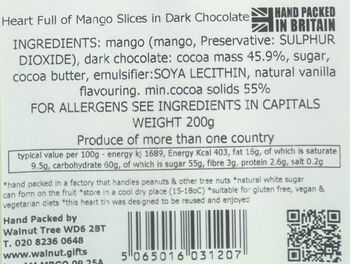 Heart Full of Mango Slices in Dark Chocolate
HAND PACKED
IN BRITAIN
INGREDIENTS: mango (mango, Preservative: SULPHUR
DIOXIDE), dark chocolate: cocoa mass 45.9%, sugar,
cocoa butter, emulsifier:SOYA LECITHIN, natural vanilla
flavouring. min.cocoa solids 55%
FOR ALLERGENS SEE INGREDIENTS IN CAPITALS
WEIGHT 200g
Produce of more than one country
typical value per 100g - energy kj 1689, Energy Kcal 403, fat 16g, of which is saturate
9.5g, carbohydrate 60g, of which is sugar 55g, fibre 3g, protein 2.6g, salt 0.2g
*hand packed in a factory that handles peanuts & other tree nuts *natural white sugar
can form on the fruit *store in a cool dry place (15-18oC) *suitable for gluten free, vegan &
vegetarian diets *this heart tin was designed to be reused and enjoyed
Hand Packed by
Walnut Tree WD6 2BT
T. 020 8236 0648
www.walnut.gifts
5 065016 031207